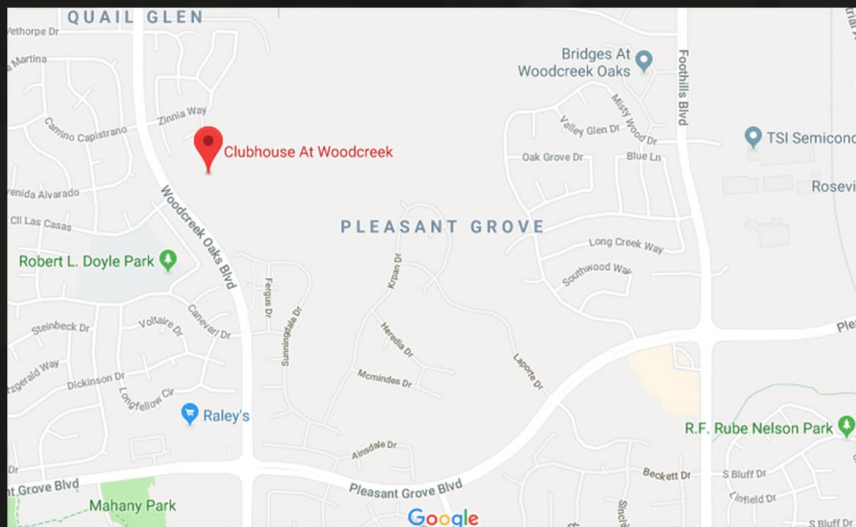 QUAIL GLEN
Zinnia Way
Camino Capistrano
Clubhouse At Woodcreek
Bridges At
Woodcreek Oaks
Foothills Blvd
Misty Wood Dr
Valley Glen Dr
Oak Grove Dr
Blue Ln
TSI Semicond
Rosevi
venida Alvarado
Cll Las Casas
Woodcreek Oaks Blvd
PLEASANT GROVE
Long Creek Way
Southwood Way
Robert L. Doyle Park
Fergus Dr
Sunningdale Dr
Krpan Dr
Heredia Dr
Mcmindes Dr
Laporte Dr
Steinbeck Dr
Voltaire Dr
Canevari Dr
zgerald Way
Dickinson Dr
Longfellow Cir
Raley's
Ple
R.F. Rube Nelson Park
Ainsdale Dr
Dr
nt Grove Blvd
Pleasant Grove Blvd
Beckett Dr
S Bluff Dr
Linfield Dr
S Bluff Dr
Mahany Park
Google